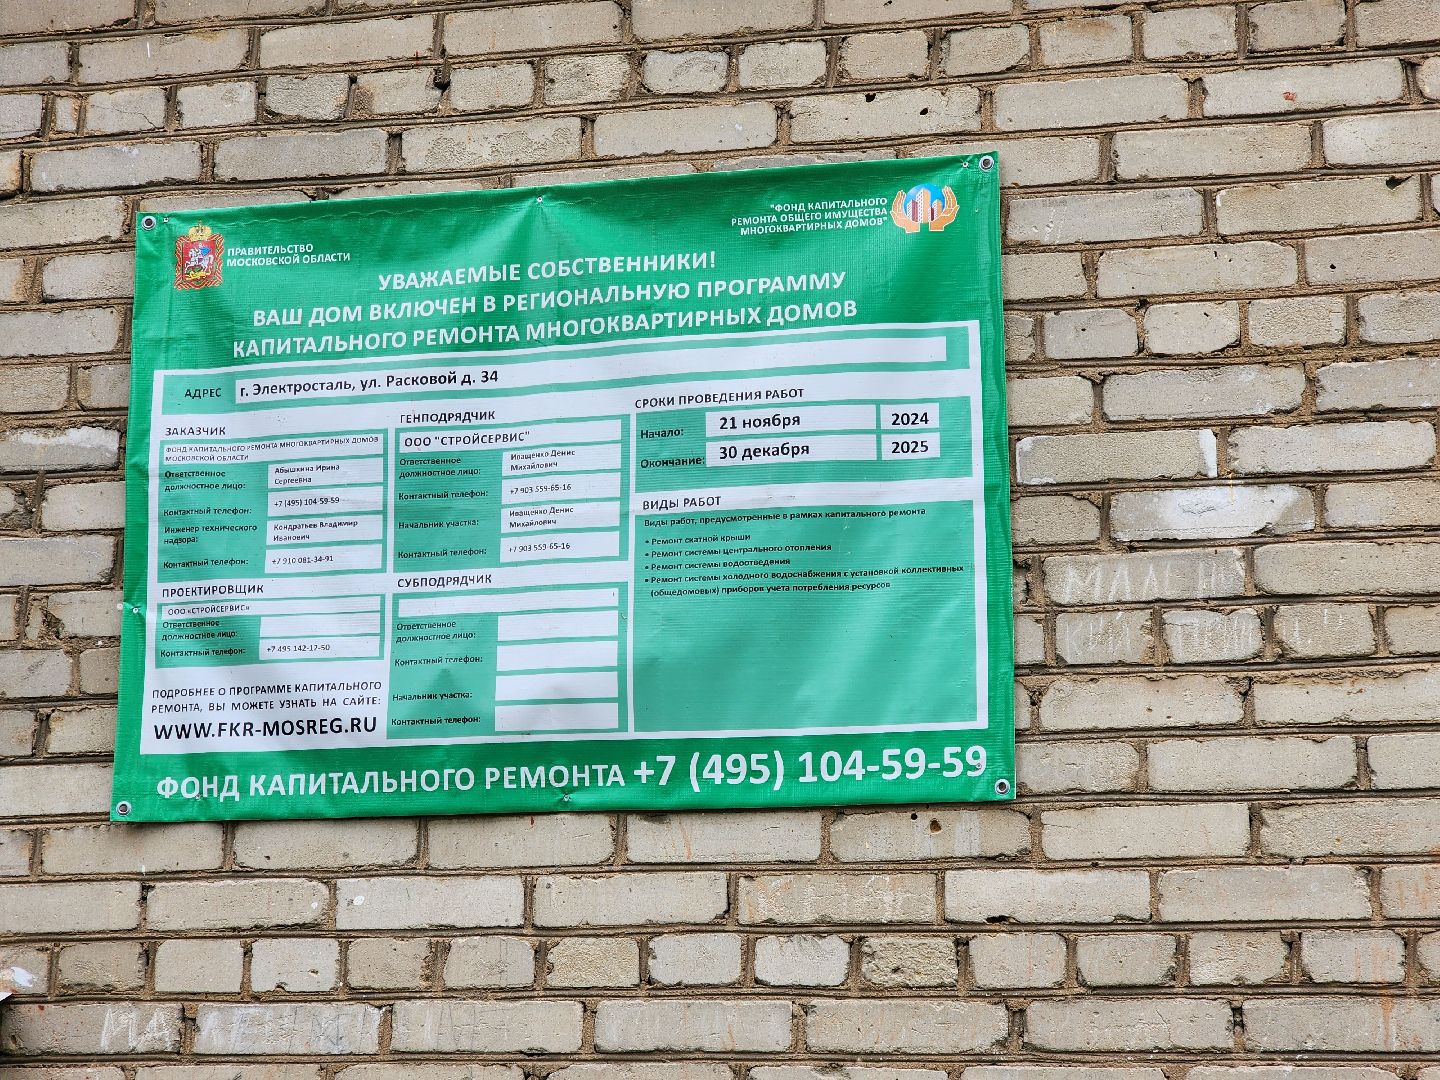 ПРАВИТЕЛЬСТВО
МОСКОВСКОЙ ОБЛАСТИ
"ФОНД КАПИТАЛЬНОГО
РЕМОНТА ОБЩЕГО ИМУЩЕСТВА
МНОГОКВАРТИРНЫХ ДОМОВ"
УВАЖАЕМЫЕ СОБСТВЕННИКИ!
ВАШ ДОМ ВКЛЮЧЕН В РЕГИОНАЛЬНУЮ ПРОГРАММУ
КАПИТАЛЬНОГО РЕМОНТА МНОГОКВАРТИРНЫХ ДОМОВ
АДРЕС г. Электросталь, ул. Расковой д. 34
ЗАКАЗЧИК
ФОНД КАПИТАЛЬНОГО РЕМОНТА МНОГОКВАРТИРНЫХ ДОМОВ
МОСКОВСКОЙ ОБЛАСТИ
Ответственное
должностное лицо:
Абышкина Ирина
Сергеевна
Контактный телефон: +7 (495) 104-59-59
Инженер технического
надзора:
Кондратьев Владимир
Иванович
Контактный телефон: +7 910 081-34-91
ПРОЕКТИРОВЩИК
ООО «СТРОЙСЕРВИС»
Ответственное
должностное лицо:
Контактный телефон: +7 495 142-12-50
ПОДРОБНЕЕ О ПРОГРАММЕ КАПИТАЛЬНОГО
РЕМОНТА, ВЫ МОЖЕТЕ УЗНАТЬ НА САЙТЕ:
WWW.FKR-MOSREG.RU
ГЕНПОДРЯДЧИК
ООО "СТРОЙСЕРВИС"
Ответственное
должностное лицо:
Иващенко Денис
Михайлович
Контактный телефон: +7 903 559-65-16
Начальник участка:
Иващенко Денис
Михайлович
Контактный телефон: +7 903 559-65-16
СУБПОДРЯДЧИК
Ответственное
должностное лицо:
Контактный телефон:
Начальник участка:
Контактный телефон:
СРОКИ ПРОВЕДЕНИЯ РАБОТ
Начало: 21 ноября 2024
Окончание: 30 декабря 2025
ВИДЫ РАБОТ
Виды работ, предусмотренные в рамках капитального ремонта
• Ремонт скатной крыши
• Ремонт системы центрального отопления
• Ремонт системы водоотведения
• Ремонт системы холодного водоснабжения с установкой коллективных
(общедомовых) приборов учета потребления ресурсов
ФОНД КАПИТАЛЬНОГО РЕМОНТА +7 (495) 104-59-59